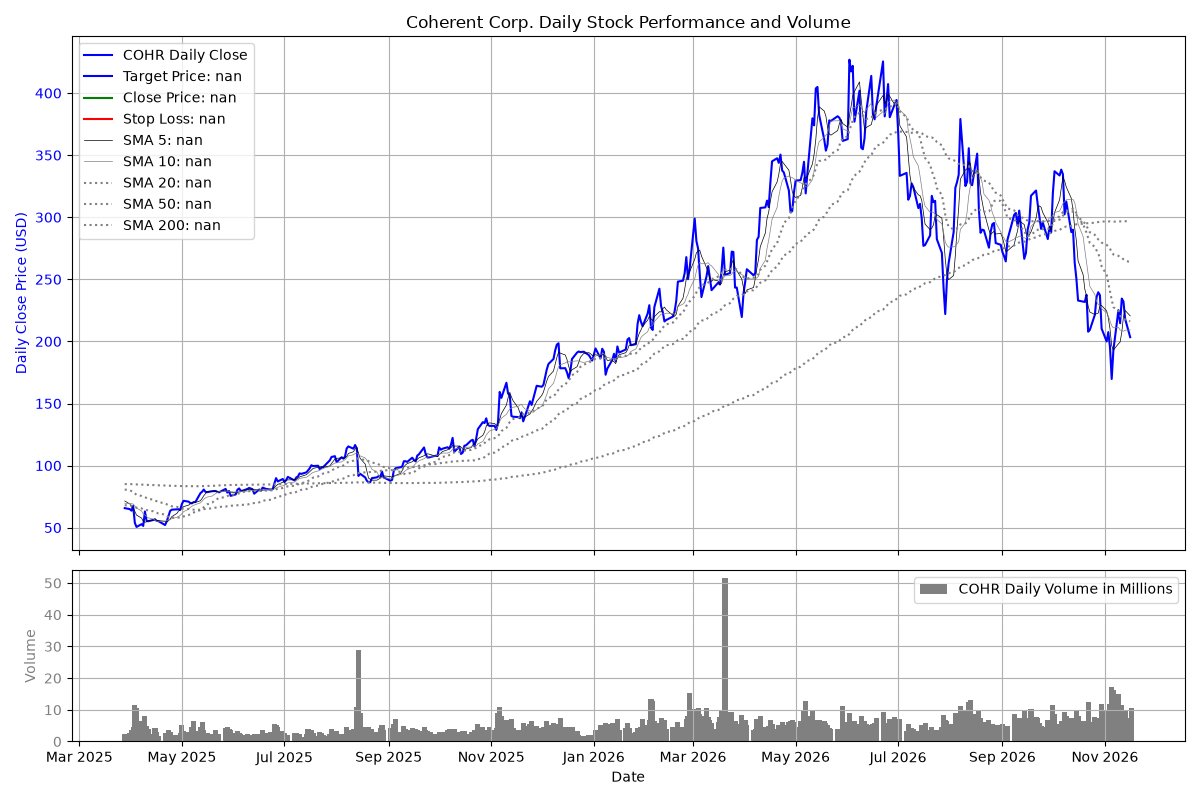 Coherent Corp. Daily Stock Performance and Volume
COHR Daily Close
Target Price: nan
Close Price: nan
Stop Loss: nan
SMA 5: nan
SMA 10: nan
SMA 20: nan
SMA 50: nan
SMA 200: nan
Daily Close Price (USD)
400
350
300
250
200
150
100
50
COHR Daily Volume in Millions
Volume
50
40
30
20
10
0
Mar 2025 May 2025 Jul 2025 Sep 2025 Nov 2025 Jan 2026 Mar 2026 May 2026 Jul 2026 Sep 2026 Nov 2026
Date